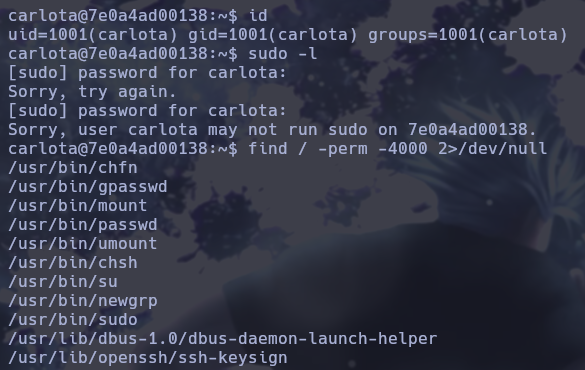 carlota@7e0a4ad00138:~$ id
uid=1001(carlota) gid=1001(carlota) groups=1001(carlota)
carlota@7e0a4ad00138:~$ sudo -l
[sudo] password for carlota:
Sorry, try again.
[sudo] password for carlota:
Sorry, user carlota may not run sudo on 7e0a4ad00138.
carlota@7e0a4ad00138:~$ find / -perm -4000 2>/dev/null
/usr/bin/chfn
/usr/bin/gpasswd
/usr/bin/mount
/usr/bin/passwd
/usr/bin/umount
/usr/bin/chsh
/usr/bin/su
/usr/bin/newgrp
/usr/bin/sudo
/usr/lib/dbus-1.0/dbus-daemon-launch-helper
/usr/lib/openssh/ssh-keysign